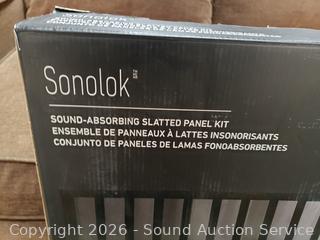 Sonolok
SOUND-ABSORBING SLATTED PANEL KIT
ENSEMBLE DE PANNEAUX À LATTES INSONORISANTS
CONJUNTO DE PANELES DE LAMAS FONOABSORBENTES
Copyright 2026 - Sound Auction Service